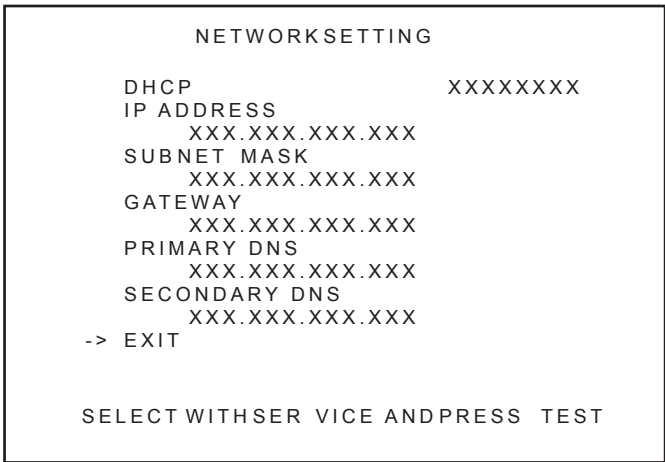 NETWORKSETTING
DHCP XXXXXXXX
IP ADDRESS
XXX.XXX.XXX.XXX
SUBNET MASK
XXX.XXX.XXX.XXX
GATEWAY
XXX.XXX.XXX.XXX
PRIMARY DNS
XXX.XXX.XXX.XXX
SECONDARY DNS
XXX.XXX.XXX.XXX
-> EXIT
SELECT WITHSER VICE ANDPRESS TEST